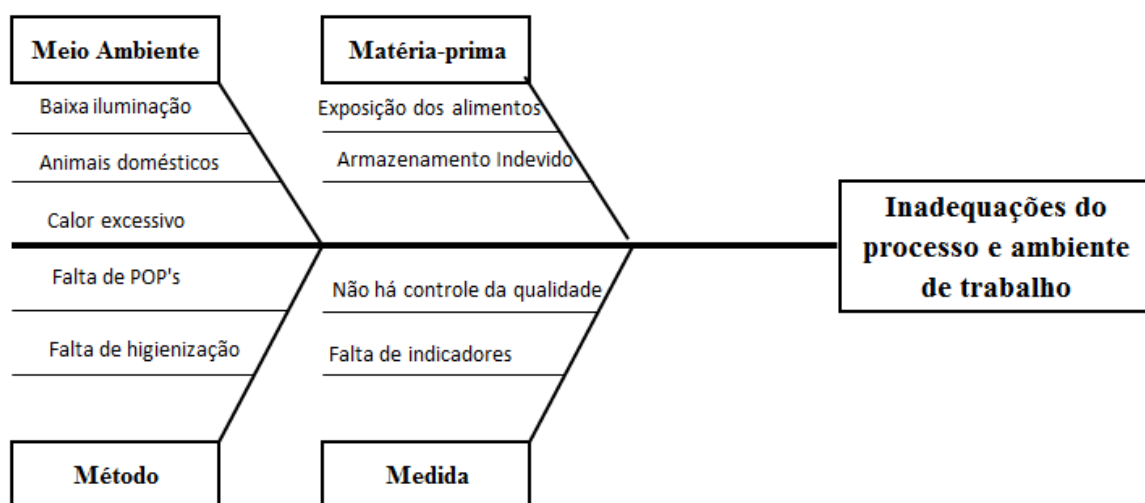 Meio Ambiente
Matéria-prima
Baixa iluminação
Exposição dos alimentos
Animais domésticos
Armazenamento Indevido
Calor excessivo
Inadequações do
processo e ambiente
de trabalho
Falta de POP's
Não há controle da qualidade
Falta de higienização
Falta de indicadores
Método
Medida